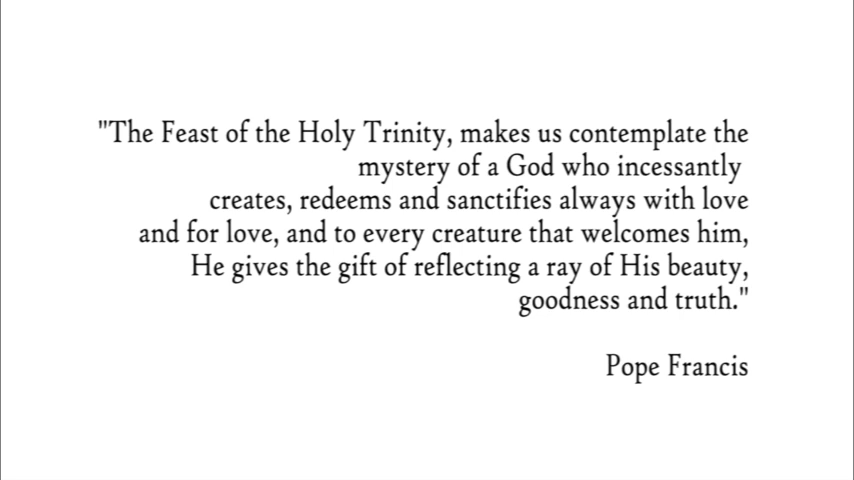 "The Feast of the Holy Trinity, makes us contemplate the
mystery of a God who incessantly
creates, redeems and sanctifies always with love
and for love, and to every creature that welcomes him,
He gives the gift of reflecting a ray of His beauty,
goodness and truth."
Pope Francis